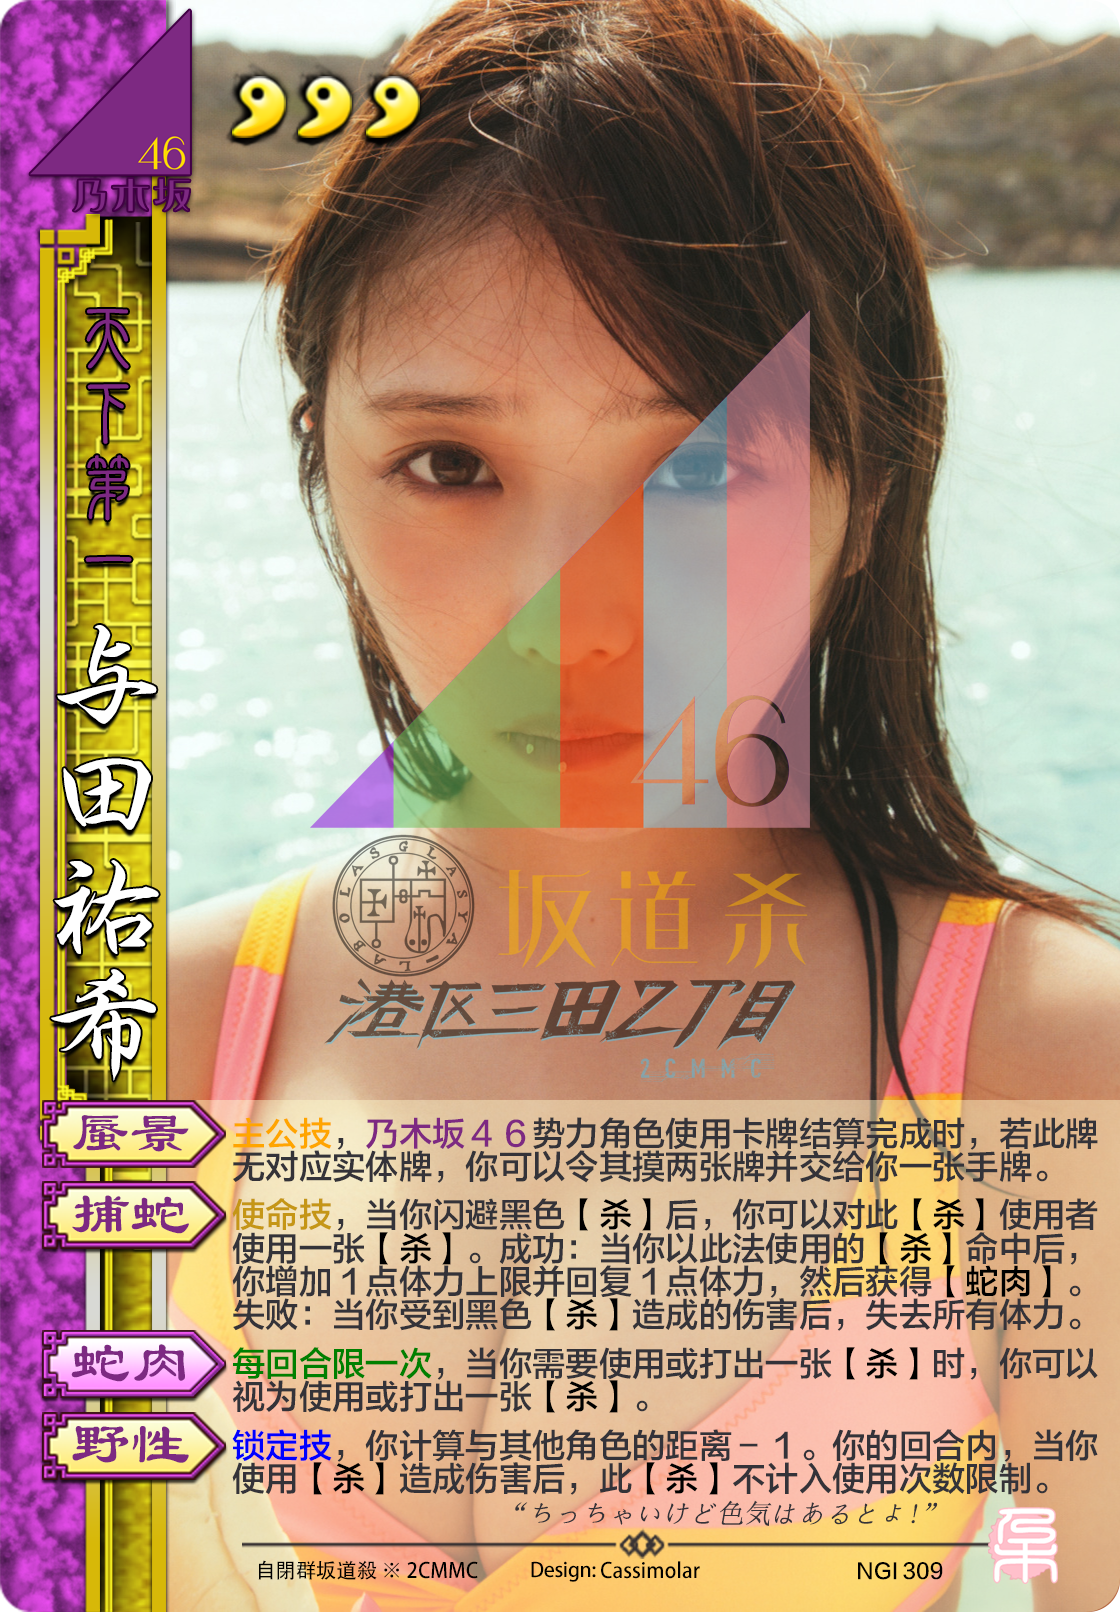 46
乃木坂
天下第一
与田祐希
46
坂道杀
港区三田乙丁目
2CMMC
蜃景
主公技，乃木坂４６势力角色使用卡牌结算完成时，若此牌
无对应实体牌，你可以令其摸两张牌并交给你一张手牌。
捕蛇
使命技，当你闪避黑色【杀】后，你可以对此【杀】使用者
使用一张【杀】。成功：当你以此法使用的【杀】命中后，
你增加１点体力上限并回复１点体力，然后获得【蛇肉】。
失败：当你受到黑色【杀】造成的伤害后，失去所有体力。
蛇肉
每回合限一次，当你需要使用或打出一张【杀】时，你可以
视为使用或打出一张【杀】。
野性
锁定技，你计算与其他角色的距离－１。你的回合内，当你
使用【杀】造成伤害后，此【杀】不计入使用次数限制。
“ちっちゃいけど色気はあるとよ！”
自閉群坂道殺 ※ 2CMMC Design: Cassimolar NGI 309